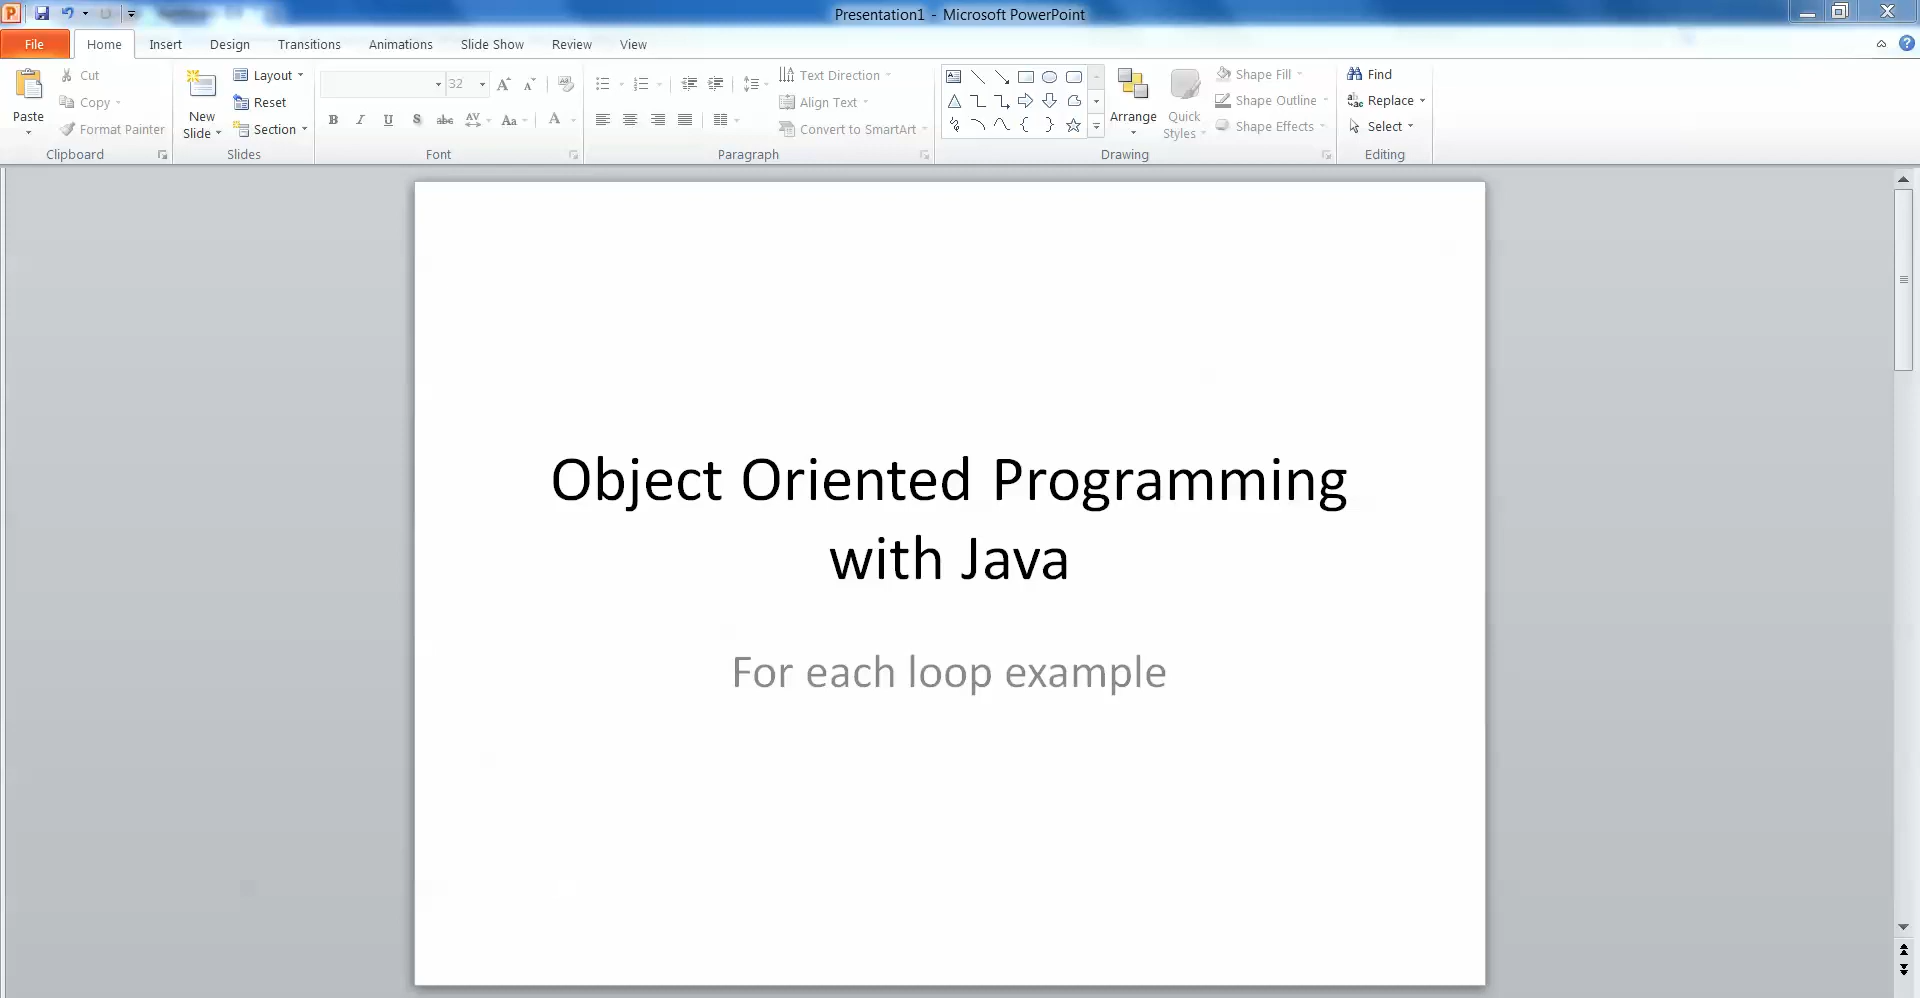 Presentation1 - Microsoft PowerPoint
File Home Insert Design Transitions Animations Slide Show Review View
Paste
Cut
Copy
Format Painter
Clipboard
New
Slide
Layout
Reset
Section
Slides
32
B I U S abc AV Aa A
Font
Text Direction
Align Text
Convert to SmartArt
Paragraph
Arrange
Quick
Styles
Shape Fill
Shape Outline
Shape Effects
Drawing
Find
Replace
Select
Editing
Object Oriented Programming
with Java
For each loop example